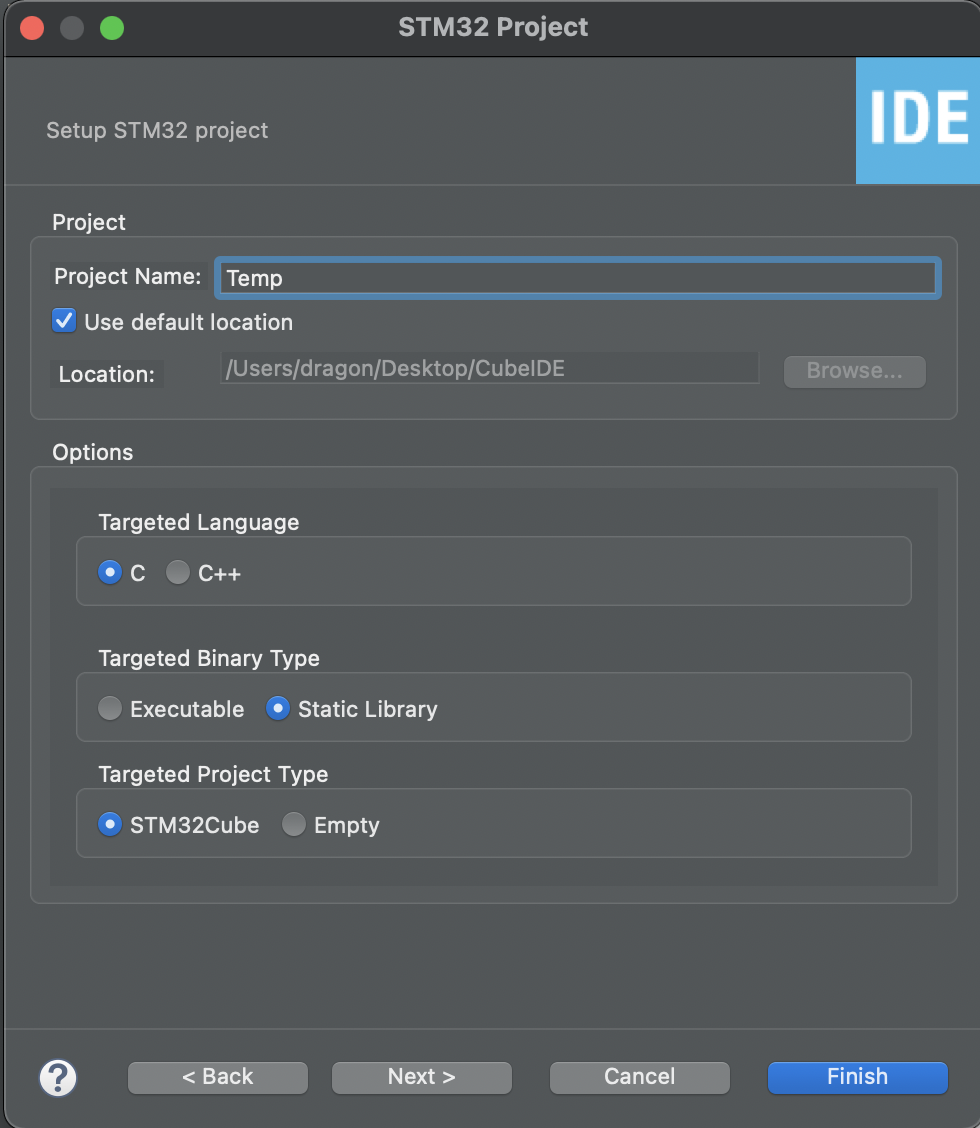 STM32 Project
Setup STM32 project
IDE
Project
Project Name: Temp
Use default location
Location: /Users/dragon/Desktop/CubeIDE Browse...
Options
Targeted Language
C C++
Targeted Binary Type
Executable Static Library
Targeted Project Type
STM32Cube Empty
? < Back Next > Cancel Finish